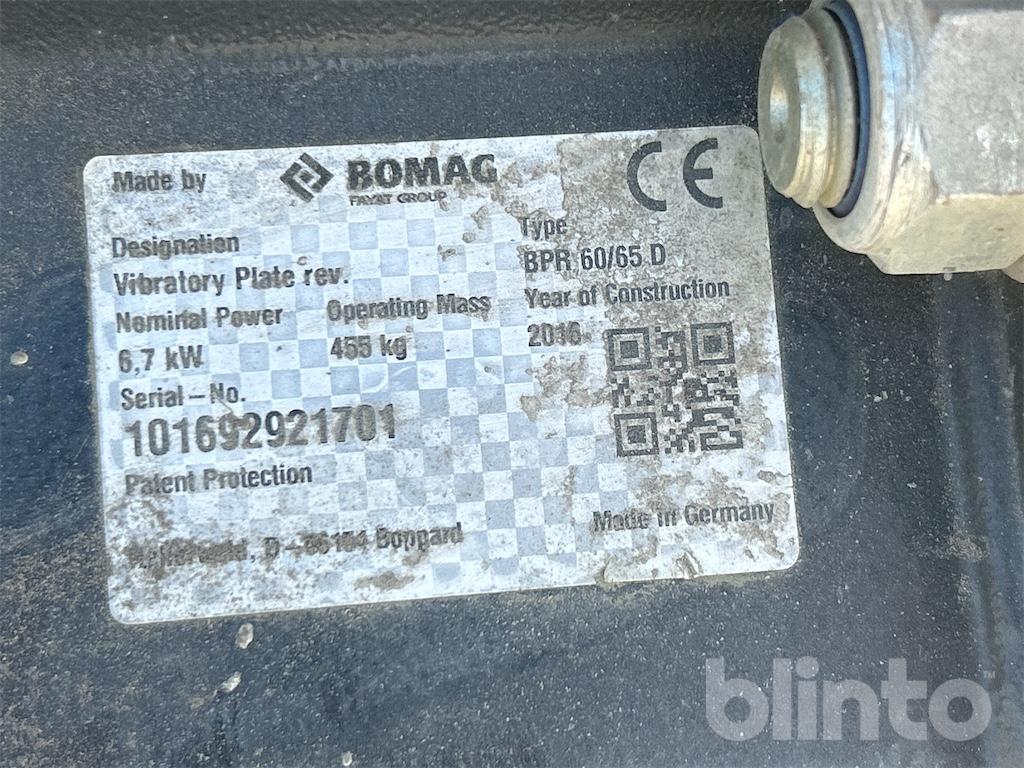 Made by
BOMAG
FAYAT GROUP
CE
Designation
Vibratory Plate rev.
Type
BPR 60/65 D
Nominal Power
Operating Mass
Year of Construction
6,7 kW
455 kg
2016
Serial-No.
101692921701
Patent Protection
Boppard
Made in Germany
blinto™